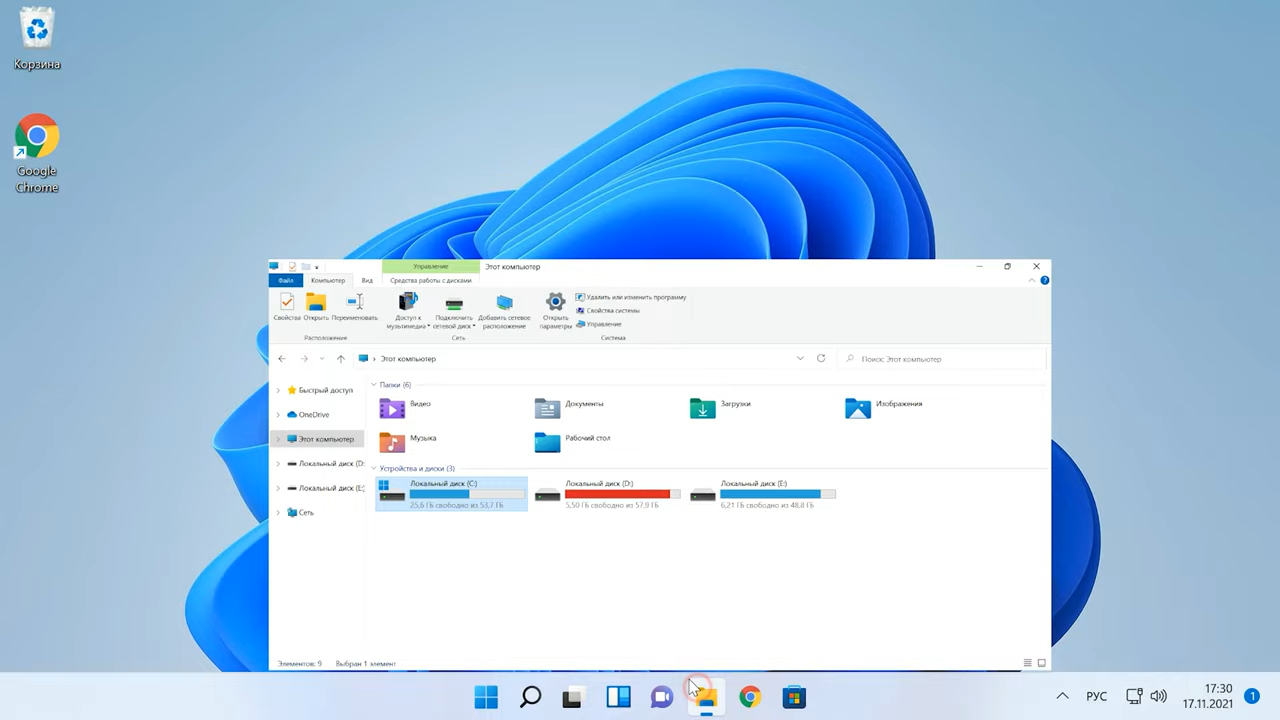 Корзина
Google
Chrome
Управление
Этот компьютер
Файл
Компьютер
Вид
Средства работы с дисками
Свойства
Открыть
Переименовать
Доступ к
мультимедиа
Подключить
сетевой диск
Добавить сетевое
расположение
Открыть
параметры
Удалить или изменить программу
Свойства системы
Управление
Расположение
Сеть
Система
Этот компьютер
Поиск: Этот компьютер
Быстрый доступ
OneDrive
Этот компьютер
Локальный диск (D:
Локальный диск (E:
Сеть
Папки (6)
Видео
Документы
Загрузки
Изображения
Музыка
Рабочий стол
Устройства и диски (3)
Локальный диск (C:)
25,6 ГБ свободно из 53,7 ГБ
Локальный диск (D:)
5,50 ГБ свободно из 57,9 ГБ
Локальный диск (E:)
6,21 ГБ свободно из 48,8 ГБ
Элементов: 9
Выбран 1 элемент
РУС
17:30
17.11.2021
1